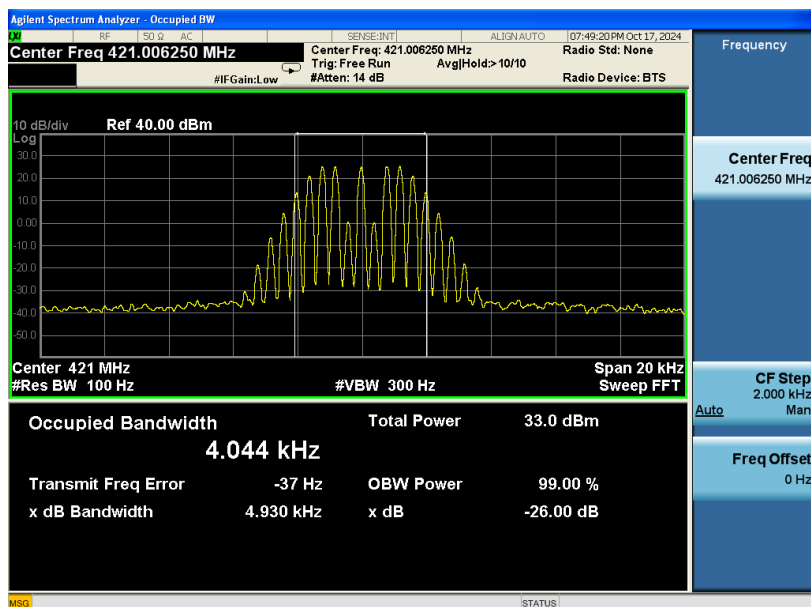 Agilent Spectrum Analyzer - Occupied BW
LXI RF 50 Ω AC SENSE:INT ALIGN AUTO 07:49:20 PM Oct 17, 2024
Center Freq 421.006250 MHz Center Freq: 421.006250 MHz Radio Std: None
Trig: Free Run Avg|Hold:> 10/10
#IFGain:Low #Atten: 14 dB Radio Device: BTS
10 dB/div Ref 40.00 dBm
Log
30.0
20.0
10.0
0.00
-10.0
-20.0
-30.0
-40.0
-50.0
Center 421 MHz Span 20 kHz
#Res BW 100 Hz #VBW 300 Hz Sweep FFT
Occupied Bandwidth Total Power 33.0 dBm
4.044 kHz
Transmit Freq Error -37 Hz OBW Power 99.00 %
x dB Bandwidth 4.930 kHz x dB -26.00 dB
MSG STATUS
Frequency
Center Freq
421.006250 MHz
CF Step
2.000 kHz
Auto Man
Freq Offset
0 Hz